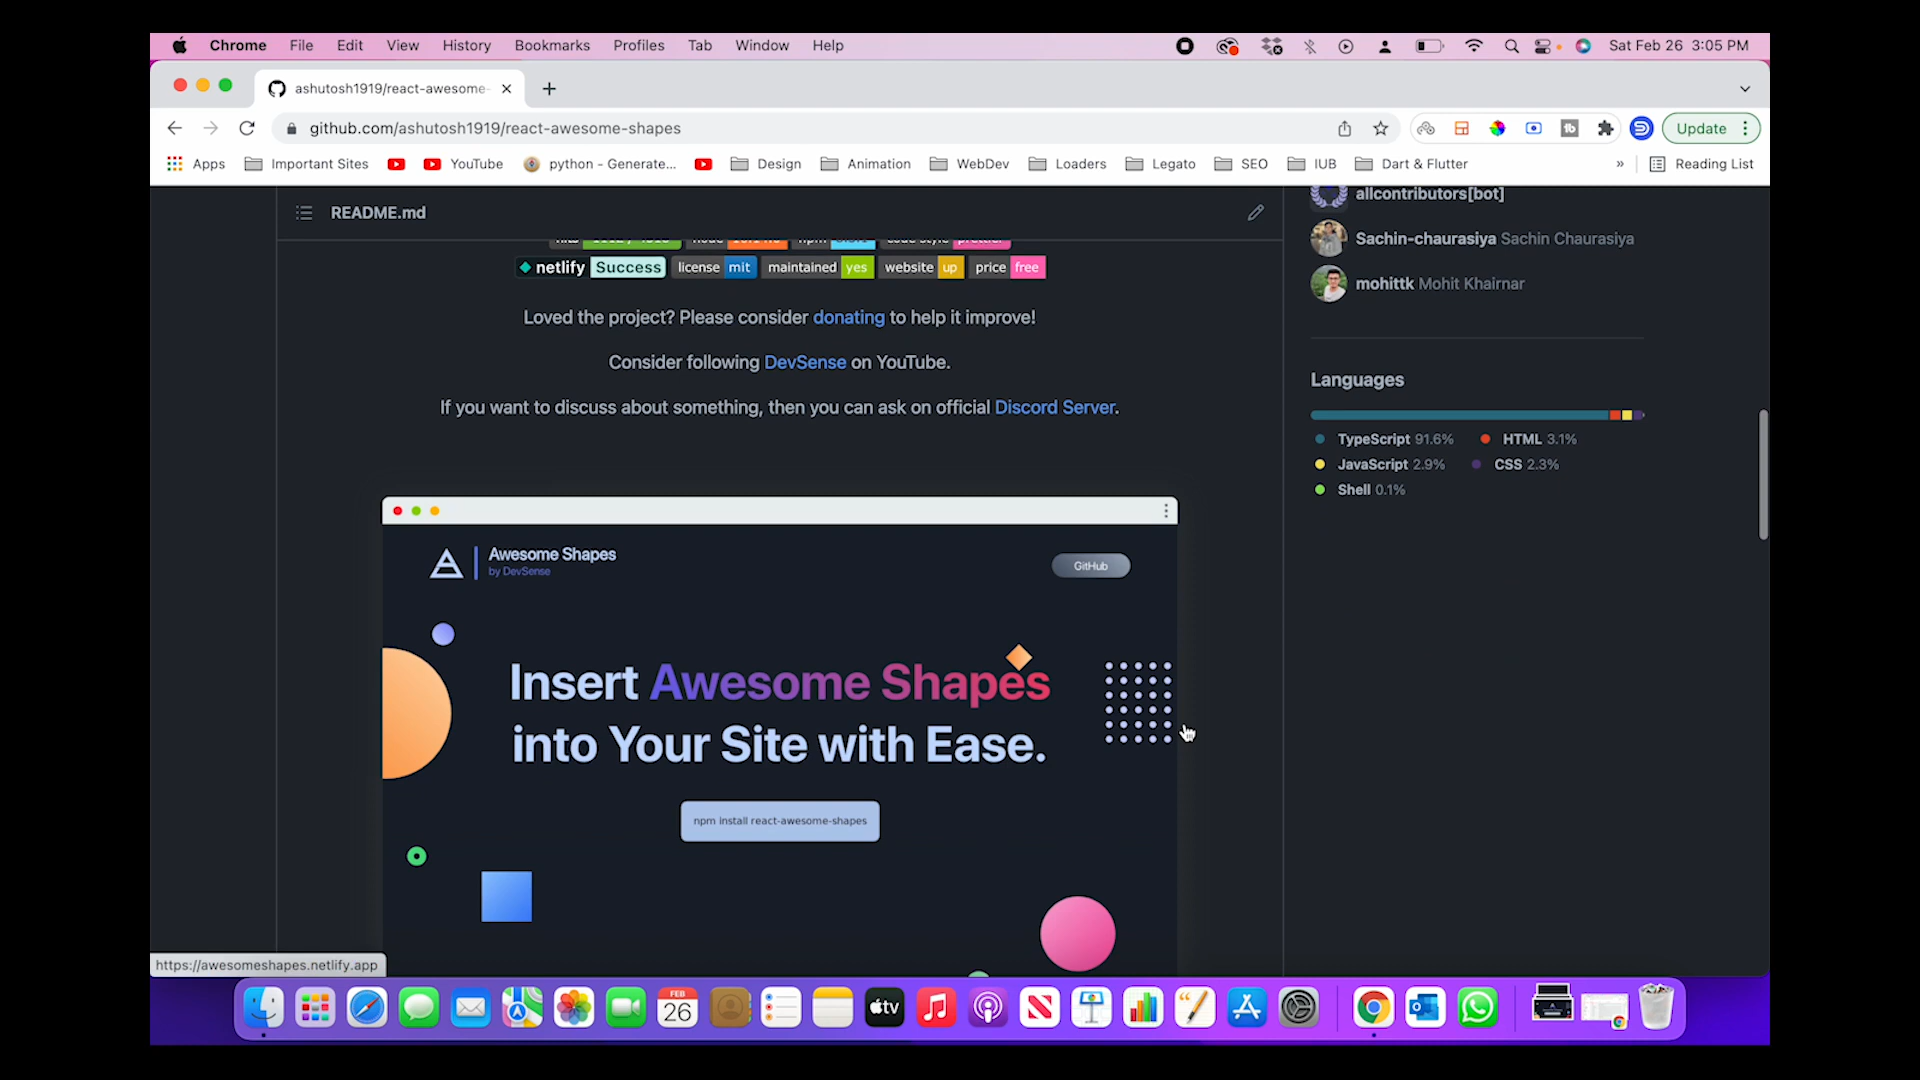 Chrome File Edit View History Bookmarks Profiles Tab Window Help Sat Feb 26 3:05 PM
ashutosh1919/react-awesome-
github.com/ashutosh1919/react-awesome-shapes Update
Apps Important Sites YouTube python - Generate... Design Animation WebDev Loaders Legato SEO IUB Dart & Flutter » Reading List
README.md
netlify Success license mit maintained yes website up price free
Loved the project? Please consider donating to help it improve!
Consider following DevSense on YouTube.
If you want to discuss about something, then you can ask on official Discord Server.
Awesome Shapes
by DevSense
GitHub
Insert Awesome Shapes
into Your Site with Ease.
npm install react-awesome-shapes
allcontributors[bot]
Sachin-chaurasiya Sachin Chaurasiya
mohittk Mohit Khairnar
Languages
TypeScript 91.6% HTML 3.1%
JavaScript 2.9% CSS 2.3%
Shell 0.1%
https://awesomeshapes.netlify.app
FEB
26
tv